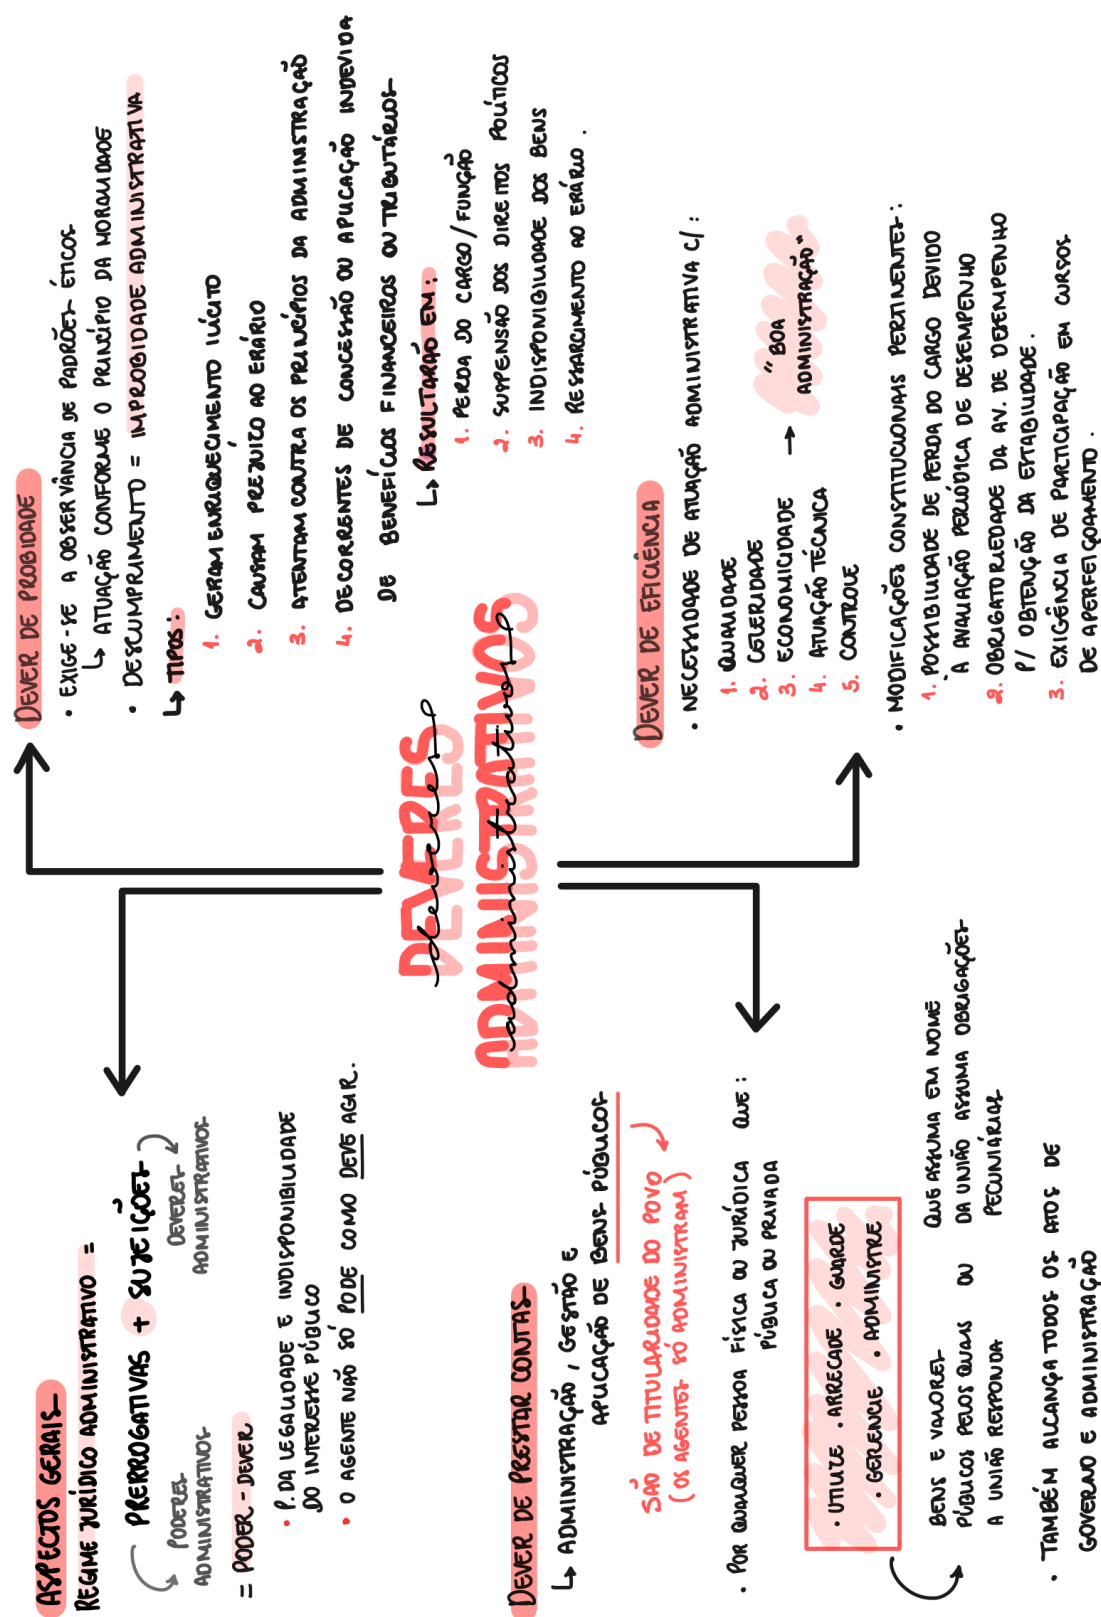 DEVERES
deveres
ADMINISTRATIVOS
administrativos
ASPECTOS GERAIS
REGIME JURÍDICO ADMINISTRATIVO =
PRERROGATIVAS + SUJEIÇÕES
PODERES
ADMINISTRATIVOS
DEVERES
ADMINISTRATIVOS
= PODER - DEVER
• P. DA LEGALIDADE E INDISPONIBILIDADE
DO INTERESSE PÚBLICO
• O AGENTE NÃO SÓ PODE COMO DEVE AGIR.
DEVER DE PROBIDADE
• EXIGE-SE A OBSERVÂNCIA DE PADRÕES ÉTICOS
↳ ATUAÇÃO CONFORME O PRINCÍPIO DA MORALIDADE
• DESCUMPRIMENTO = IMPROBIDADE ADMINISTRATIVA
↳ TIPOS:
1. GERAM ENRIQUECIMENTO ILÍCITO
2. CAUSAM PREJUÍZO AO ERÁRIO
3. ATENTAM CONTRA OS PRINCÍPIOS DA ADMINISTRAÇÃO
4. DECORRENTES DE CONCESSÃO OU APLICAÇÃO INDEVIDA
DE BENEFÍCIOS FINANCEIROS OU TRIBUTÁRIOS
↳ RESULTARÃO EM:
1. PERDA DO CARGO/FUNÇÃO
2. SUSPENSÃO DOS DIREITOS POLÍTICOS
3. INDISPONIBILIDADE DOS BENS
4. RESSARCIMENTO AO ERÁRIO.
DEVER DE PRESTAR CONTAS
↳ ADMINISTRAÇÃO, GESTÃO E
APLICAÇÃO DE BENS PÚBLICOS
SÃO DE TITULARIDADE DO POVO
(OS AGENTES SÓ ADMINISTRAM)
• POR QUALQUER PESSOA FÍSICA OU JURÍDICA QUE:
PÚBLICA OU PRIVADA
• UTILIZE • ARRECADE • GUARDE
• GERENCIE • ADMINISTRE
BENS E VALORES
PÚBLICOS PELOS QUAIS
A UNIÃO RESPONDA
OU
QUE ASSUMA EM NOME
DA UNIÃO ASSUMA OBRIGAÇÕES
PECUNIÁRIAS
• TAMBÉM ALCANÇA TODOS OS ATOS DE
GOVERNO E ADMINISTRAÇÃO
DEVER DE EFICIÊNCIA
• NECESSIDADE DE ATUAÇÃO ADMINISTRATIVA C/:
1. QUALIDADE
2. CELERIDADE
3. ECONOMICIDADE → "BOA
4. ATUAÇÃO TÉCNICA ADMINISTRAÇÃO"
5. CONTROLE
• MODIFICAÇÕES CONSTITUCIONAIS PERTINENTES:
1. POSSIBILIDADE DE PERDA DO CARGO DEVIDO
À AVALIAÇÃO PERIÓDICA DE DESEMPENHO
2. OBRIGATORIEDADE DA AV. DE DESEMPENHO
P/ OBTENÇÃO DA ESTABILIDADE.
3. EXIGÊNCIA DE PARTICIPAÇÃO EM CURSOS
DE APERFEIÇOAMENTO.